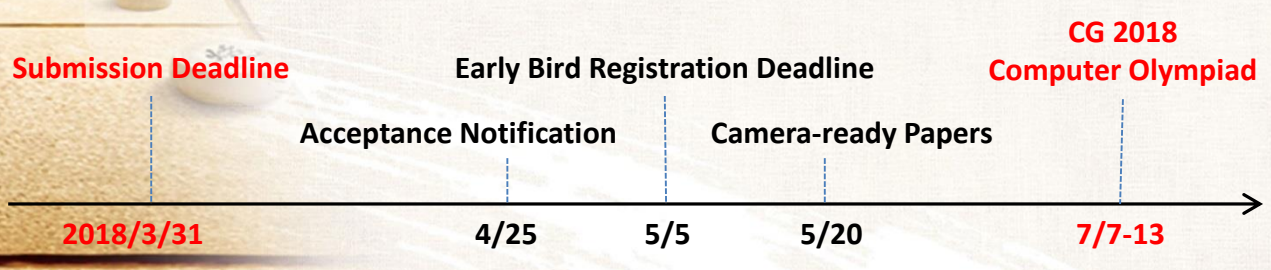 CG 2018
Submission Deadline
Early Bird Registration Deadline
Computer Olympiad
Acceptance Notification
Camera-ready Papers
2018/3/31
4/25
5/5
5/20
7/7-13